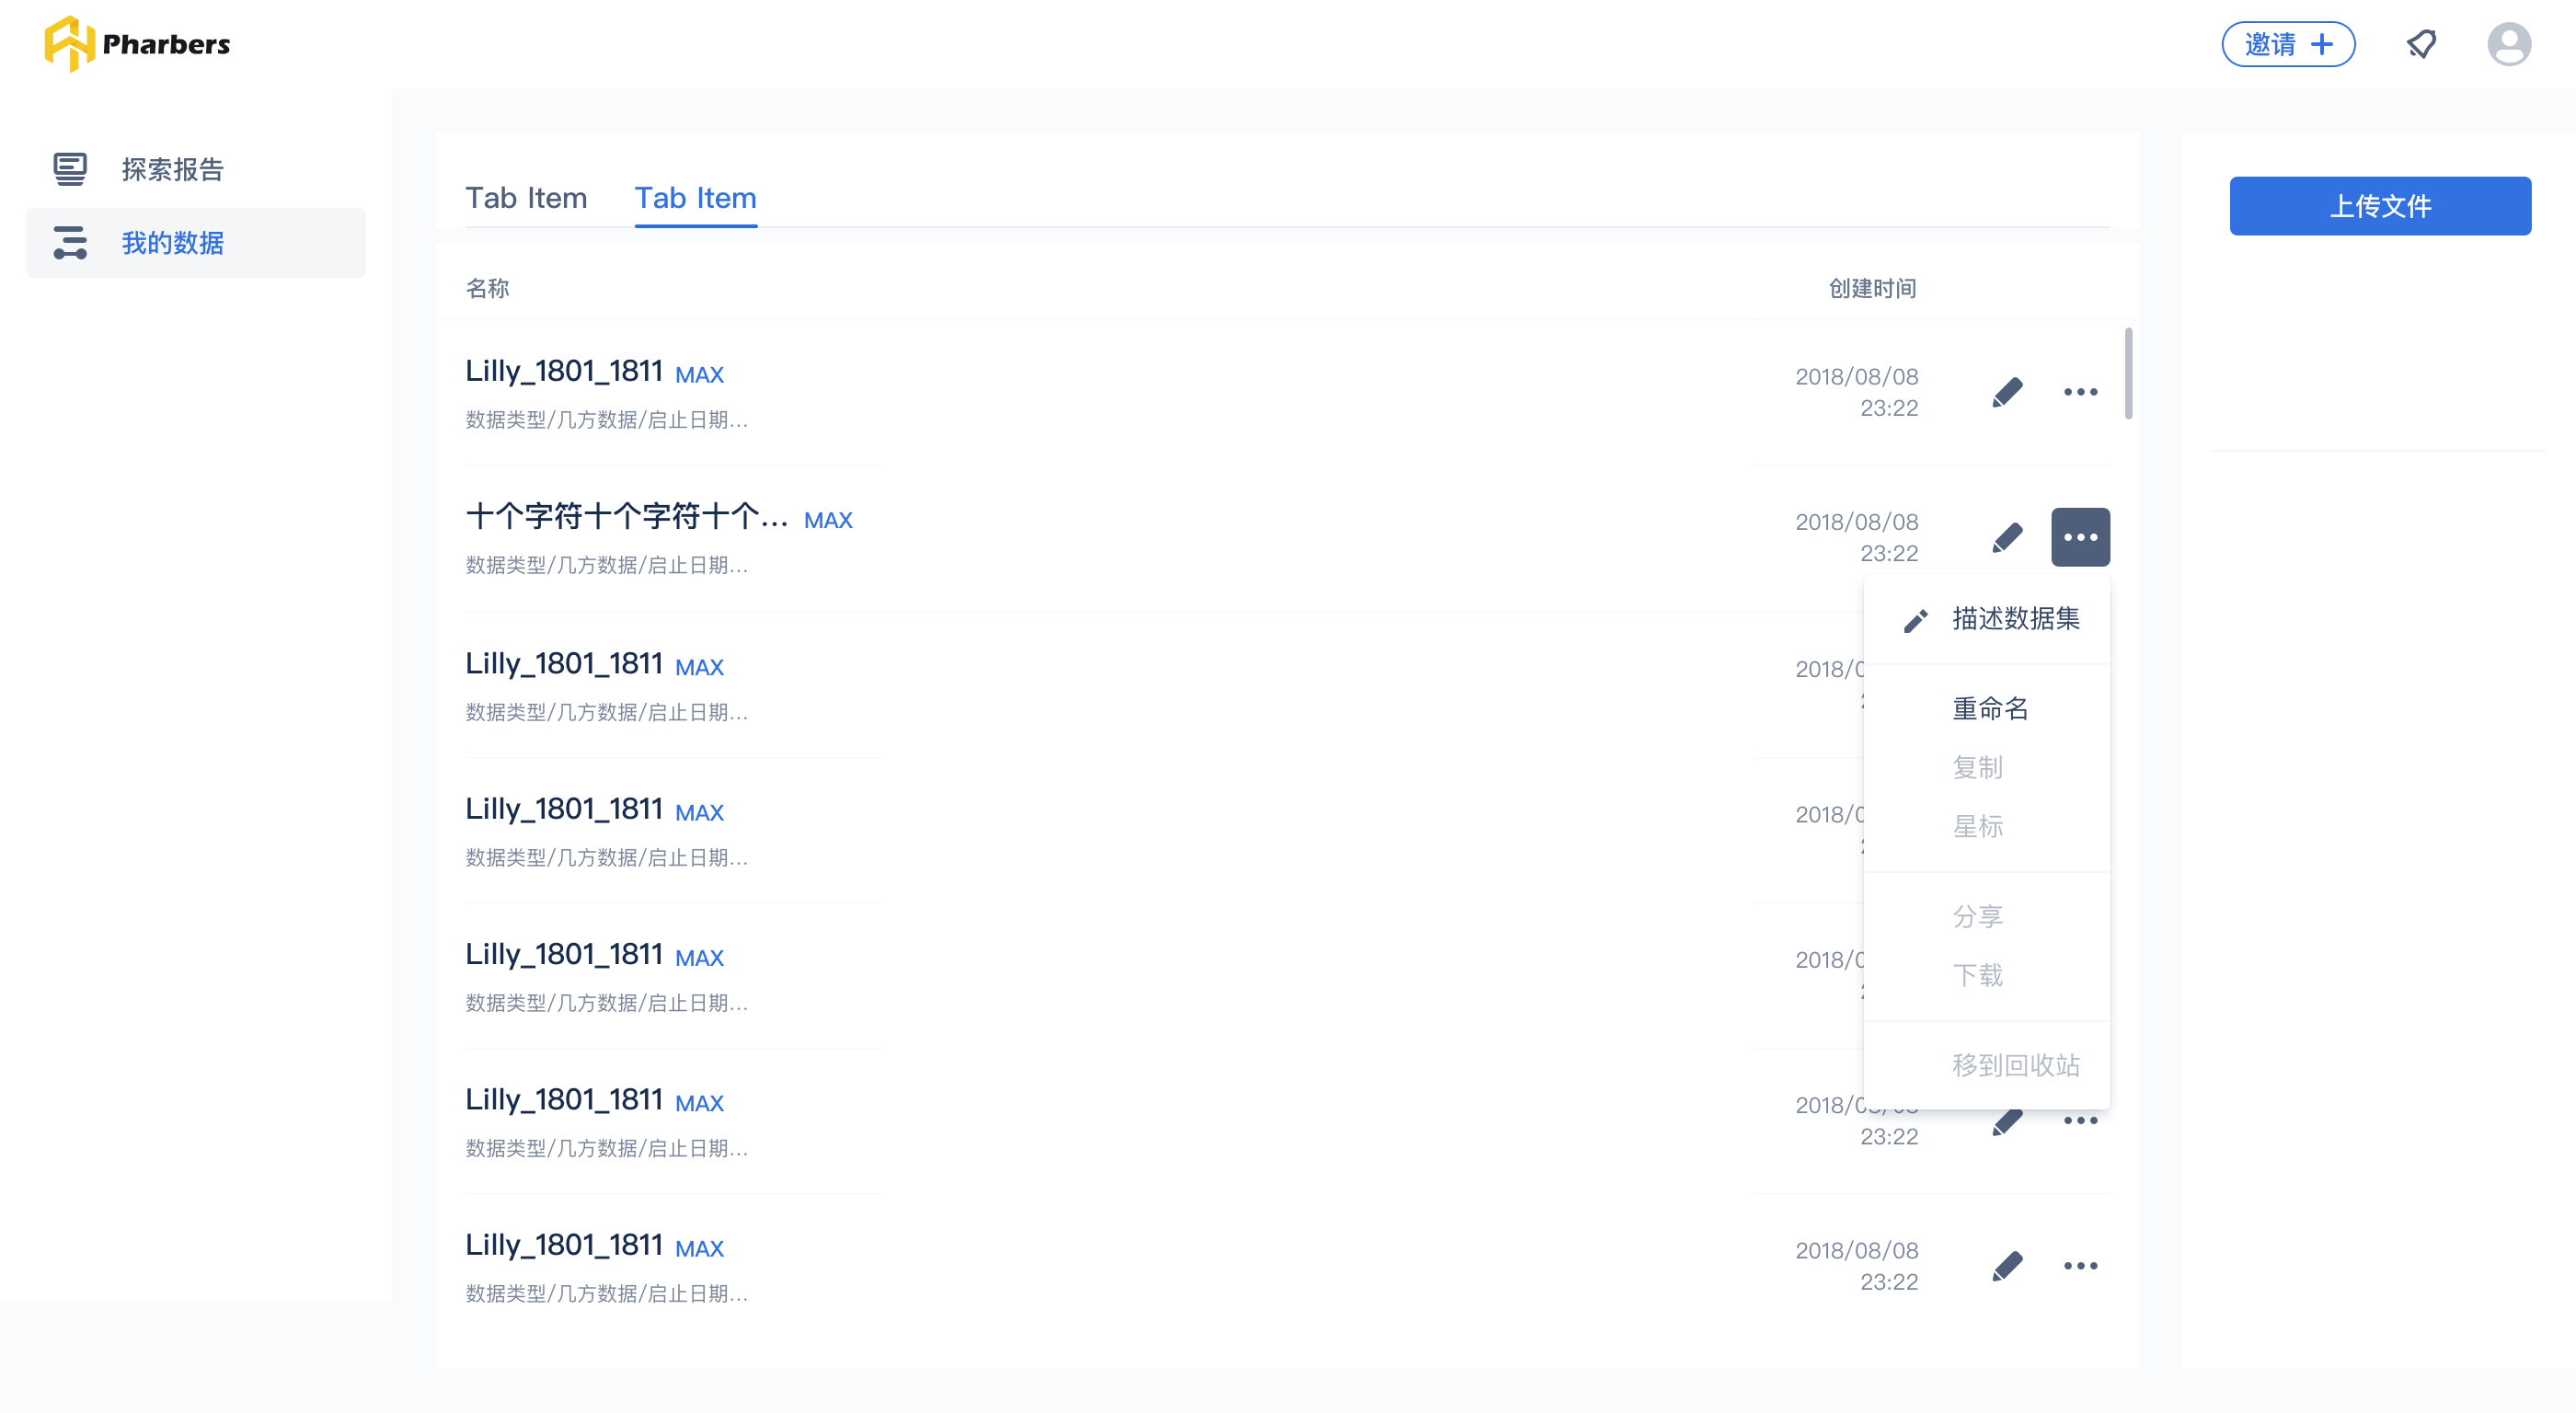 Pharbers
邀请
探索报告
我的数据
Tab Item Tab Item
上传文件
名称 创建时间
Lilly_1801_1811 MAX
数据类型/几方数据/启止日期...
2018/08/08
23:22
十个字符十个字符十个... MAX
数据类型/几方数据/启止日期...
2018/08/08
23:22
Lilly_1801_1811 MAX
数据类型/几方数据/启止日期...
2018/0
Lilly_1801_1811 MAX
数据类型/几方数据/启止日期...
2018/0
Lilly_1801_1811 MAX
数据类型/几方数据/启止日期...
2018/0
Lilly_1801_1811 MAX
数据类型/几方数据/启止日期...
2018/08/08
23:22
Lilly_1801_1811 MAX
数据类型/几方数据/启止日期...
2018/08/08
23:22
描述数据集
重命名
复制
星标
分享
下载
移到回收站